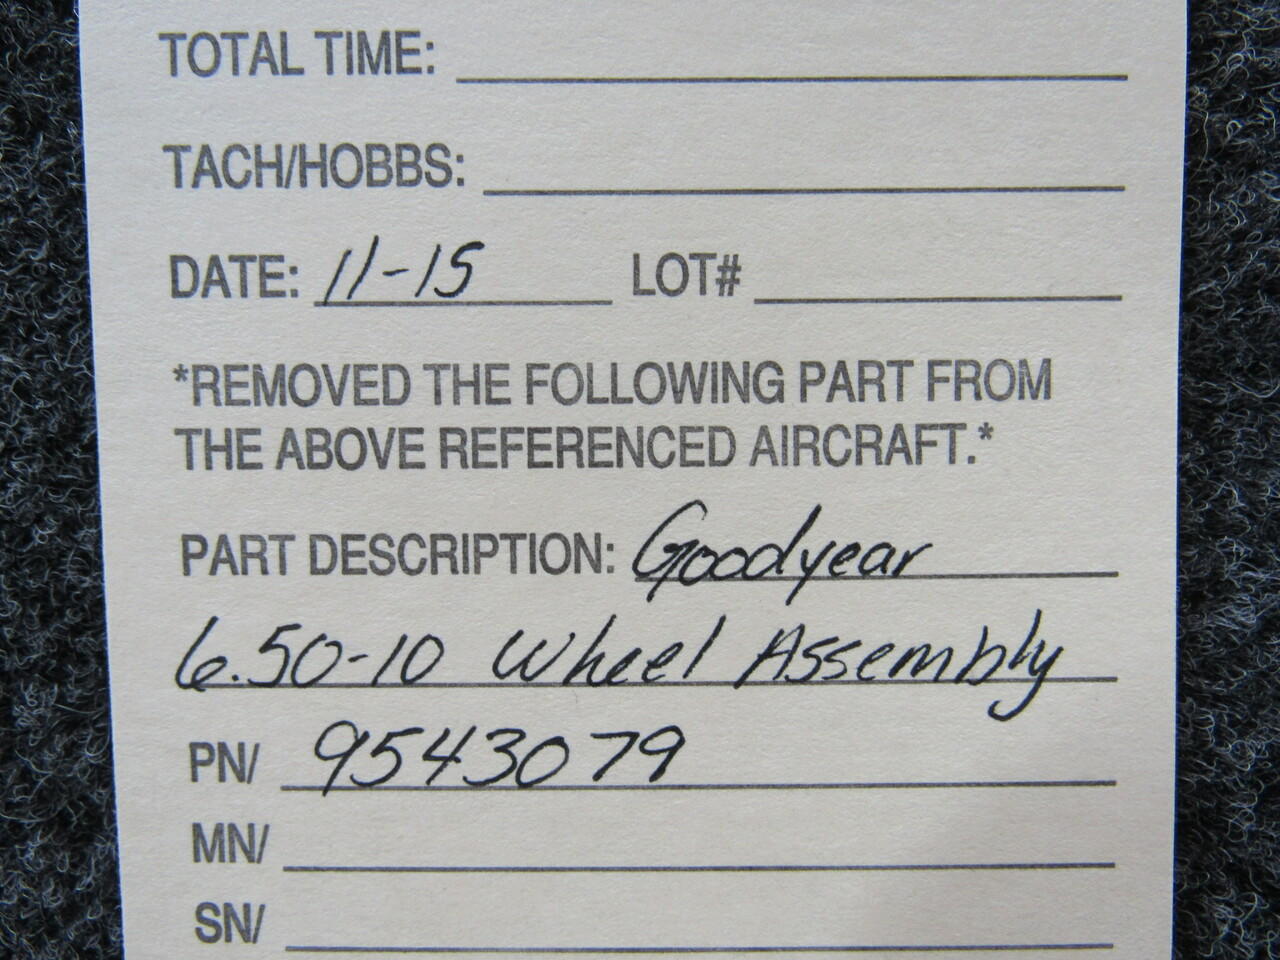 TOTAL TIME:
TACH/HOBBS:
DATE: 11-15 LOT#
*REMOVED THE FOLLOWING PART FROM
THE ABOVE REFERENCED AIRCRAFT.*
PART DESCRIPTION: Goodyear
6.50-10 Wheel Assembly
PN/ 9543079
MN/
SN/